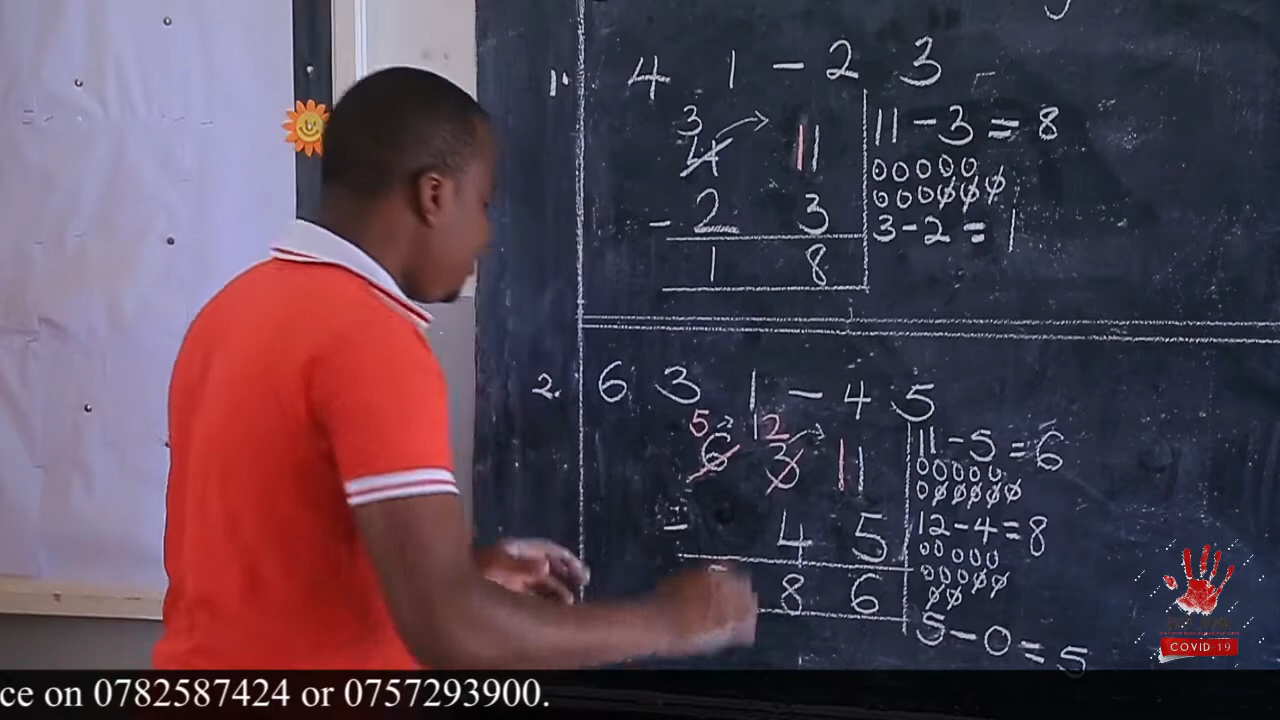 1. 4 1 - 2 3
3
4 11
- 2 3
1 8
11 - 3 = 8
3 - 2 = 1
2. 6 3 1 - 4 5
5 12
6 3 11
- 4 5
8 6
11 - 5 = 6
12 - 4 = 8
5 - 0 = 5
COVID-19
ce on 0782587424 or 0757293900.